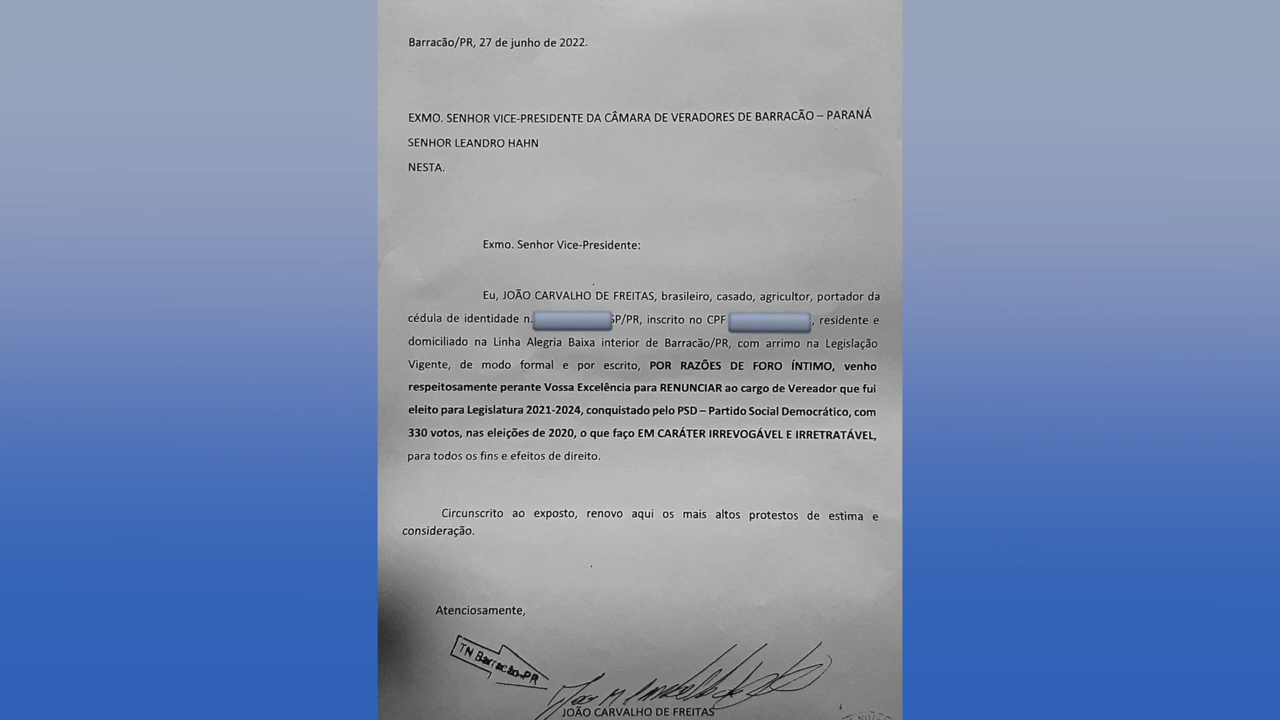 Barracão/PR, 27 de junho de 2022.
EXMO. SENHOR VICE-PRESIDENTE DA CÂMARA DE VERADORES DE BARRACÃO – PARANÁ
SENHOR LEANDRO HAHN
NESTA.
Exmo. Senhor Vice-Presidente:
Eu, JOÃO CARVALHO DE FREITAS, brasileiro, casado, agricultor, portador da
cédula de identidade n. SP/PR, inscrito no CPF , residente e
domiciliado na Linha Alegria Baixa interior de Barracão/PR, com arrimo na Legislação
Vigente, de modo formal e por escrito, POR RAZÕES DE FORO ÍNTIMO, venho
respeitosamente perante Vossa Excelência para RENUNCIAR ao cargo de Vereador que fui
eleito para Legislatura 2021-2024, conquistado pelo PSD – Partido Social Democrático, com
330 votos, nas eleições de 2020, o que faço EM CARÁTER IRREVOGÁVEL E IRRETRATÁVEL,
para todos os fins e efeitos de direito.
Circunscrito ao exposto, renovo aqui os mais altos protestos de estima e
consideração.
Atenciosamente,
TN Barracão-PR
JOÃO CARVALHO DE FREITAS